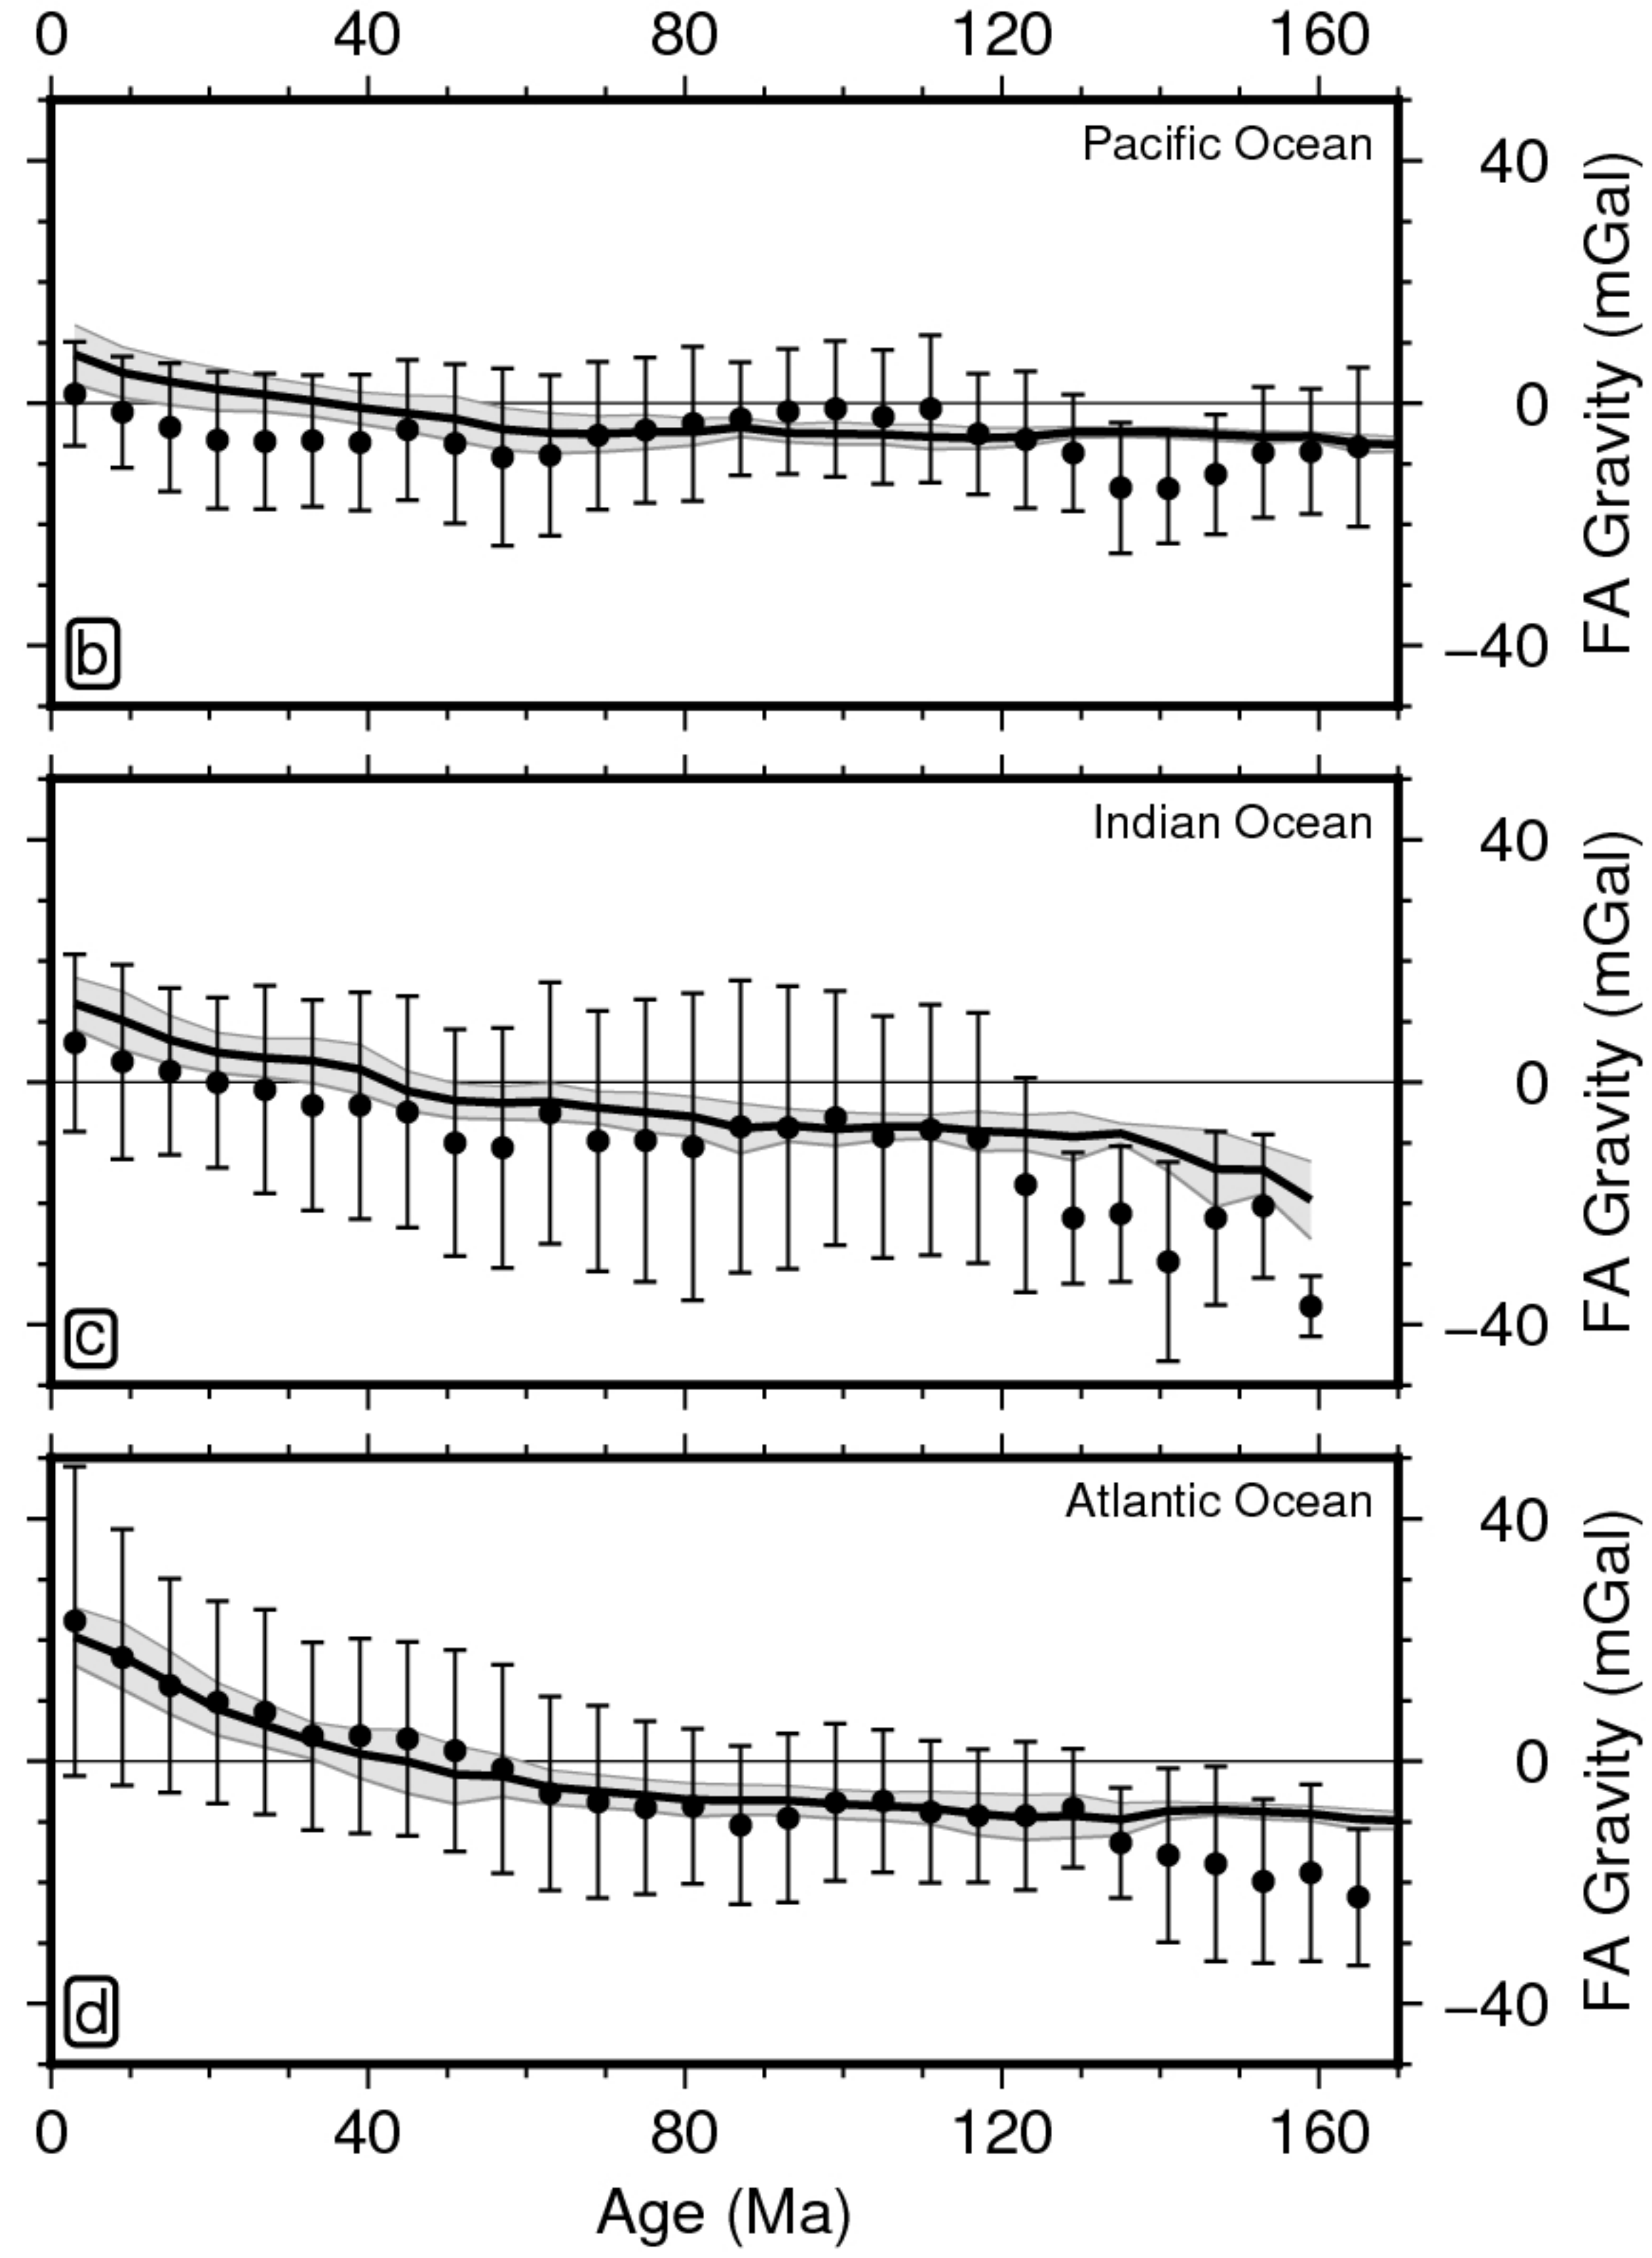 0 40 80 120 160
Pacific Ocean
40
0
−40
FA Gravity (mGal)
b
Indian Ocean
40
0
−40
FA Gravity (mGal)
c
Atlantic Ocean
40
0
−40
FA Gravity (mGal)
d
0 40 80 120 160
Age (Ma)